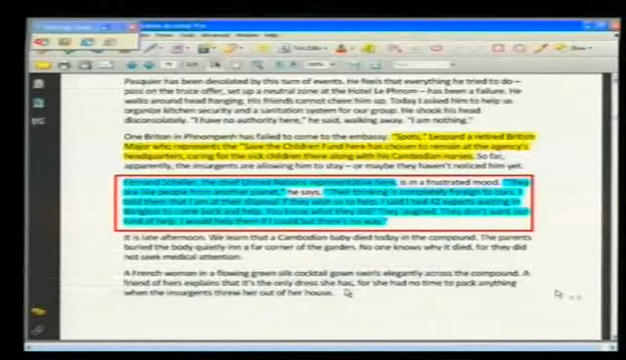 Pasquier has been desolated by this turn of events. He feels that everything he tried to do –
pass on the truce offer, set up a neutral zone at the Hotel Le Phnom – has been a failure. He
walks around head hanging. His friends cannot cheer him up. Today I asked him to help us
organize kitchen security and a sanitation system for our group. He shook his head
disconsolately. "I have no authority here," he said, walking away. "I am nothing."
One Briton in Phnompenh has failed to come to the embassy. "Spots," Leopard a retired British
Major who represents the "Save the Children Fund here has chosen to remain at the agency's
headquarters, caring for the sick children there along with his Cambodian nurses. So far,
apparently, the insurgents are allowing him to stay – or maybe they haven't noticed him yet.
the chief United Nations representative here, is in a frustrated mood. "They
are like people from another planet," he says, "Their thinking is completely foreign to ours. I
told them that I am at their disposal if they want us to help. I said I had 42 experts sitting in
Bangkok to come back and help. You know what they did? They laughed. They don't want our
kind of help. I would help them if I could but there's no way."
It is late afternoon. We learn that a Cambodian baby died today in the compound. The parents
buried the body quietly inn a far corner of the garden. No one knows why it died, for they did
not seek medical attention.
A French woman in a flowing green silk cocktail gown swirls elegantly across the compound. A
friend of hers explains that it's the only dress she has, for she had no time to pack anything
when the insurgents threw her out of her house.